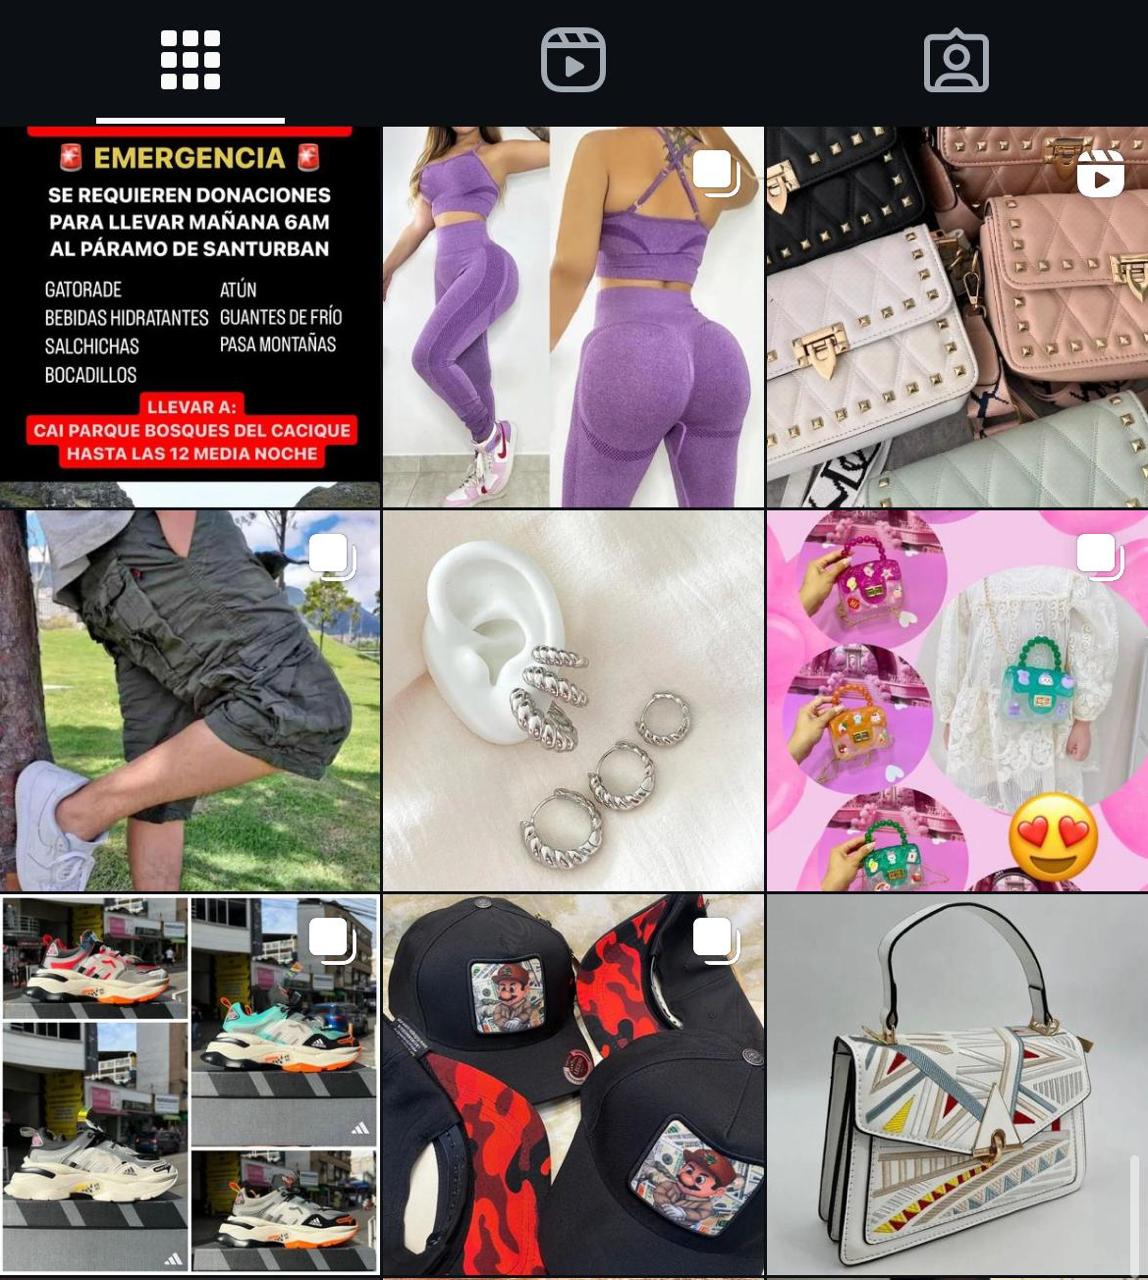 EMERGENCIA
SE REQUIEREN DONACIONES
PARA LLEVAR MAÑANA 6AM
AL PÁRAMO DE SANTURBAN
GATORADE
BEBIDAS HIDRATANTES
SALCHICHAS
BOCADILLOS
ATÚN
GUANTES DE FRÍO
PASA MONTAÑAS
LLEVAR A:
CAI PARQUE BOSQUES DEL CACIQUE
HASTA LAS 12 MEDIA NOCHE